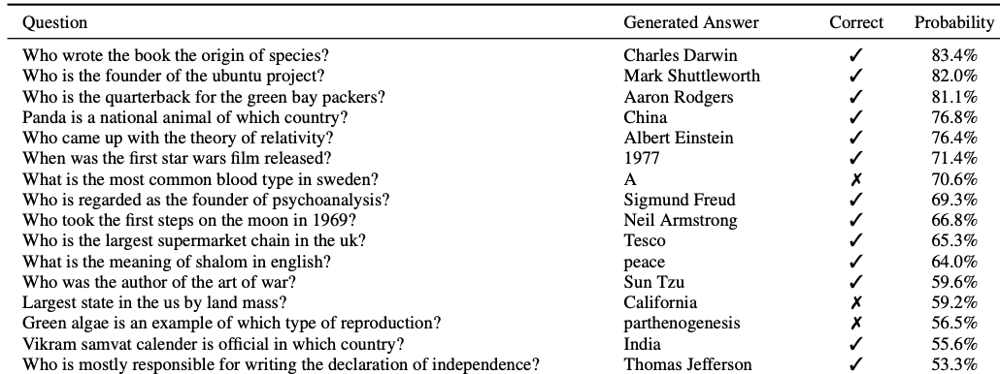 Question Generated Answer Correct Probability
Who wrote the book the origin of species? Charles Darwin ✓ 83.4%
Who is the founder of the ubuntu project? Mark Shuttleworth ✓ 82.0%
Who is the quarterback for the green bay packers? Aaron Rodgers ✓ 81.1%
Panda is a national animal of which country? China ✓ 76.8%
Who came up with the theory of relativity? Albert Einstein ✓ 76.4%
When was the first star wars film released? 1977 ✓ 71.4%
What is the most common blood type in sweden? A ✗ 70.6%
Who is regarded as the founder of psychoanalysis? Sigmund Freud ✓ 69.3%
Who took the first steps on the moon in 1969? Neil Armstrong ✓ 66.8%
Who is the largest supermarket chain in the uk? Tesco ✓ 65.3%
What is the meaning of shalom in english? peace ✓ 64.0%
Who was the author of the art of war? Sun Tzu ✓ 59.6%
Largest state in the us by land mass? California ✗ 59.2%
Green algae is an example of which type of reproduction? parthenogenesis ✗ 56.5%
Vikram samvat calender is official in which country? India ✓ 55.6%
Who is mostly responsible for writing the declaration of independence? Thomas Jefferson ✓ 53.3%